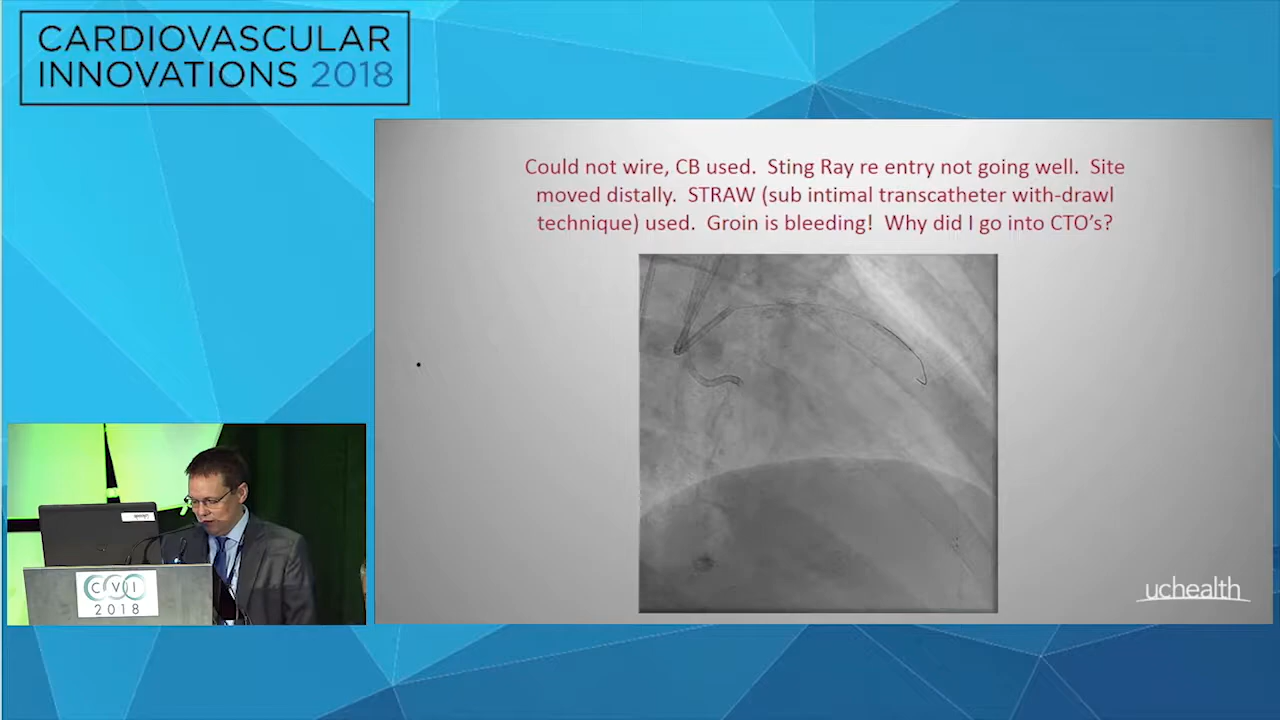 CARDIOVASCULAR
INNOVATIONS 2018
Could not wire, CB used.  Sting Ray re entry not going well.  Site
moved distally.  STRAW (sub intimal transcatheter with-drawl
technique) used.  Groin is bleeding!  Why did I go into CTO's?
CVI
2018
uchealth